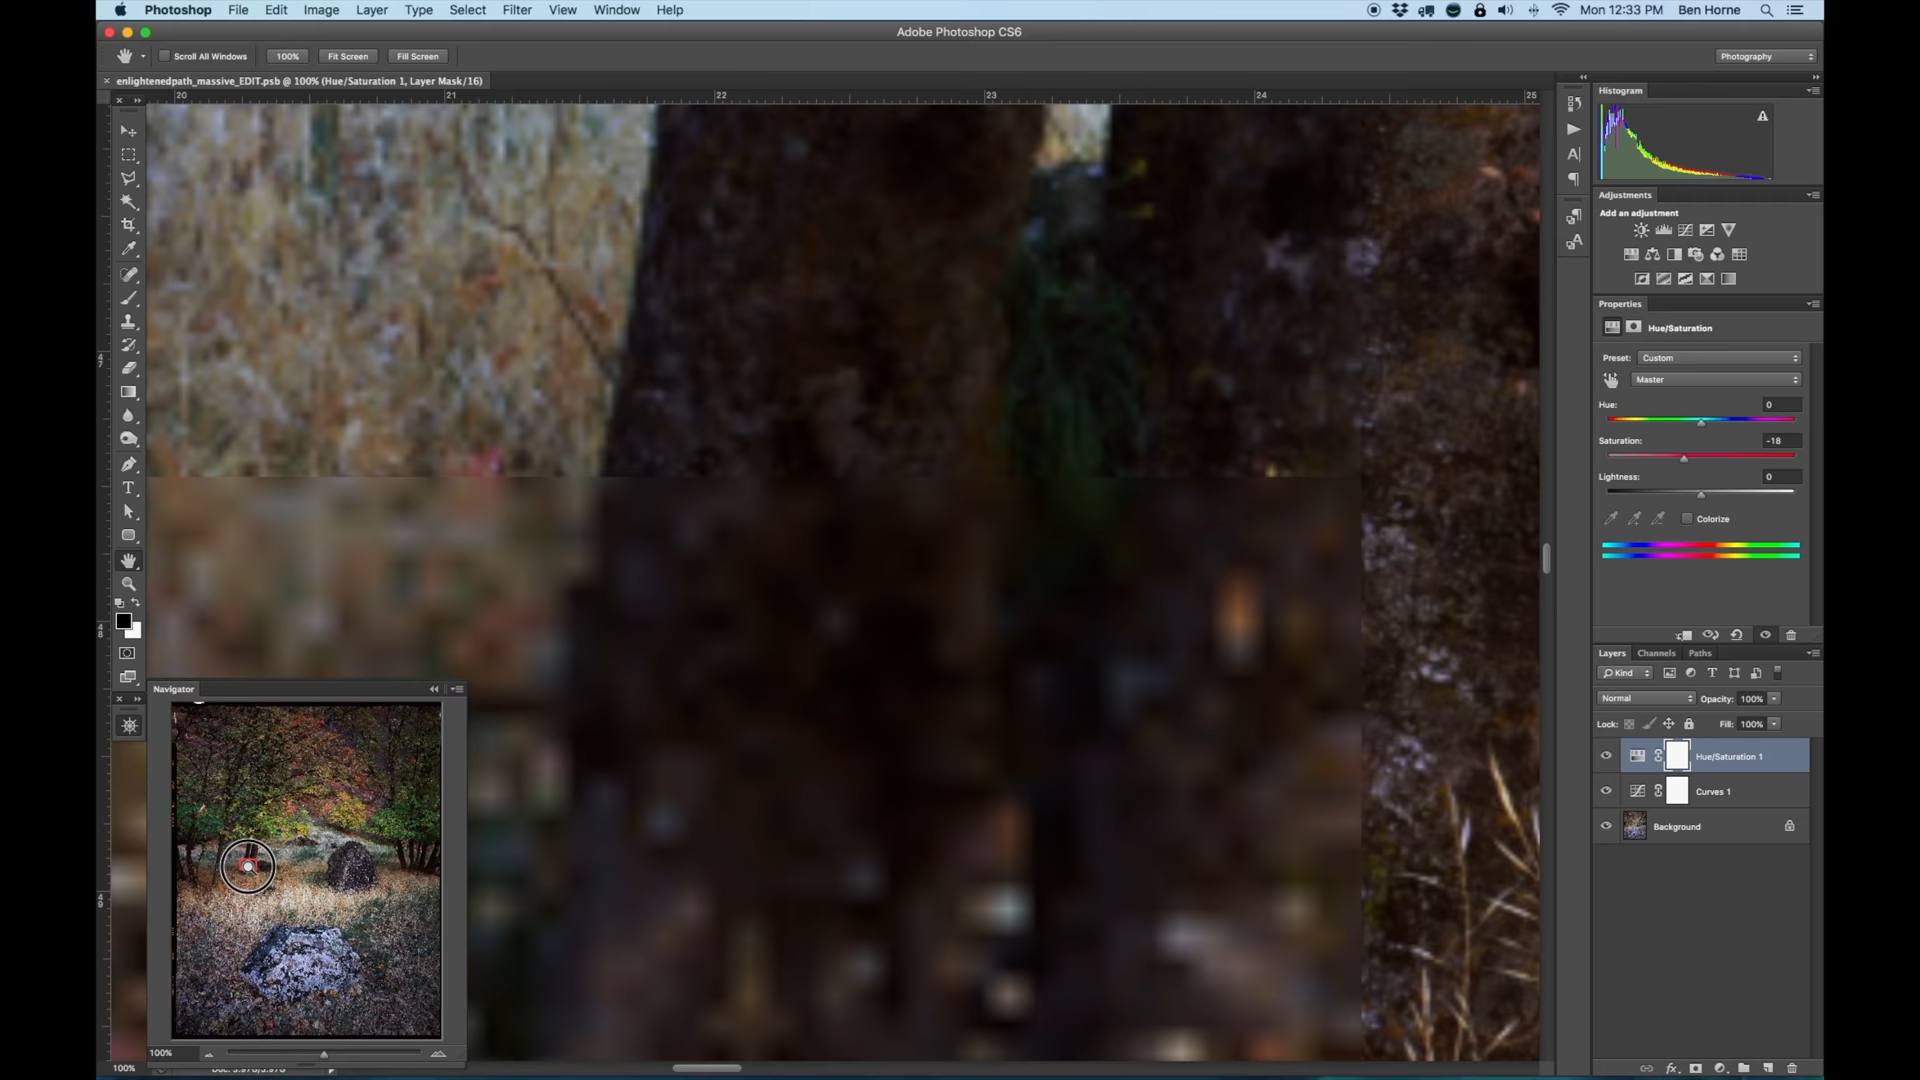 Photoshop File Edit Image Layer Type Select Filter View Window Help Mon 12:33 PM Ben Horne
Adobe Photoshop CS6
Scroll All Windows 100% Fit Screen Fill Screen Photography
enlightenedpath_massive_EDIT.psb @ 100% (Hue/Saturation 1, Layer Mask/16)
20 21 22 23 24 25
Histogram
Adjustments
Add an adjustment
Properties
Hue/Saturation
Preset: Custom
Master
Hue: 0
Saturation: -18
Lightness: 0
Colorize
Layers Channels Paths
Kind
Normal Opacity: 100%
Lock: Fill: 100%
Hue/Saturation 1
Curves 1
Background
47
48
49
Navigator
100%
100%